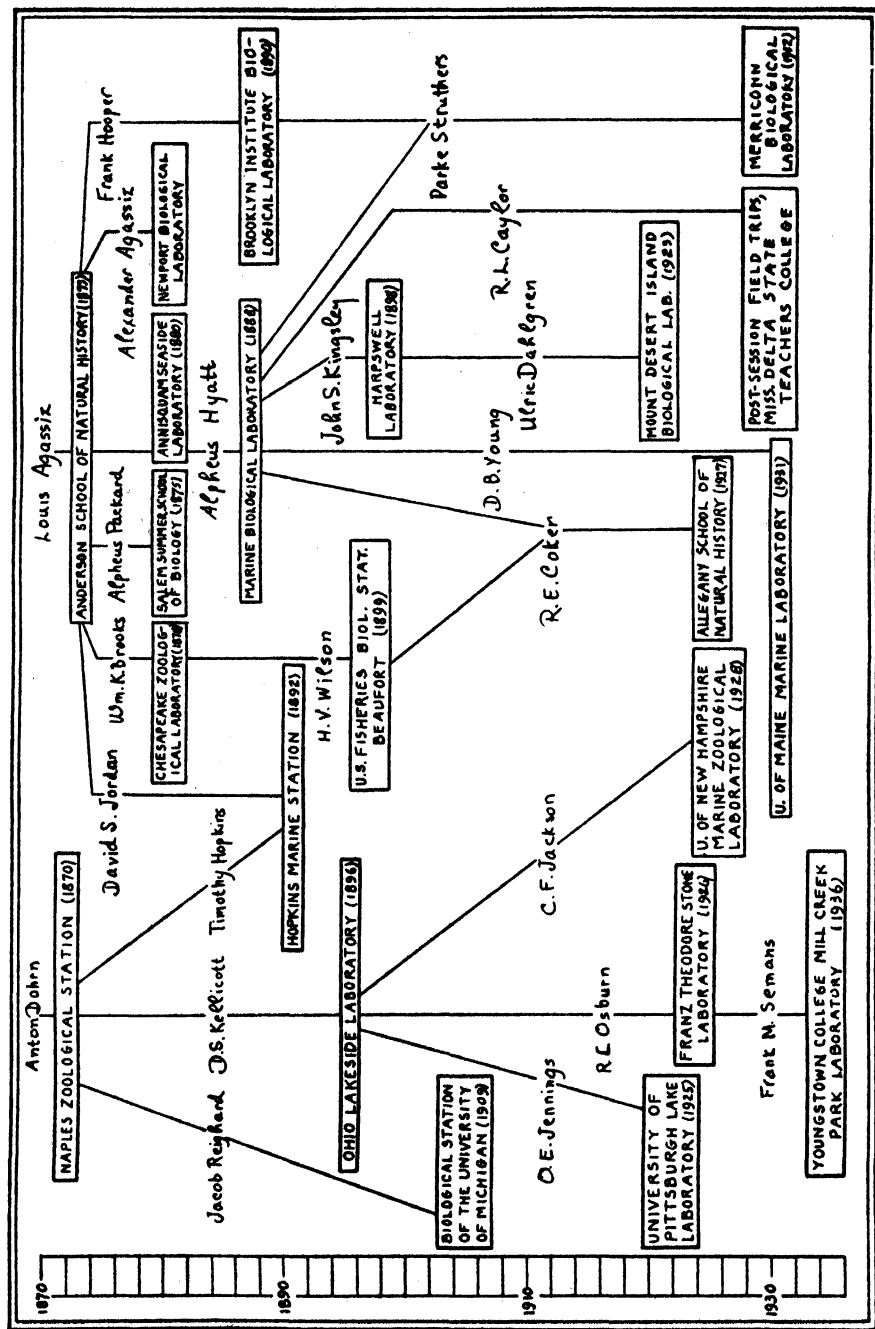 1870
1890
1910
1930
Anton Dohrn
NAPLES ZOOLOGICAL STATION (1870)
Jacob Reighard
D.S. Kellicott
Timothy Hopkins
OHIO LAKESIDE LABORATORY (1896)
BIOLOGICAL STATION
OF THE UNIVERSITY
OF MICHIGAN (1909)
O.E. Jennings
R.C. Osburn
C.F. Jackson
UNIVERSITY OF
PITTSBURGH LAKE
LABORATORY (1925)
FRANZ THEODORE STONE
LABORATORY (1926)
Frank M. Semans
YOUNGSTOWN COLLEGE MILL CREEK
PARK LABORATORY (1936)
Louis Agassiz
ANDERSON SCHOOL OF NATURAL HISTORY (1873)
David S. Jordan
Wm. K. Brooks
Alpheus Packard
Alexander Agassiz
Frank Hooper
CHESAPEAKE ZOOLOG-
ICAL LABORATORY (1878)
SALEM SUMMER SCHOOL
OF BIOLOGY (1875)
ANNISQUAM SEASIDE
LABORATORY (1880)
NEWPORT BIOLOGICAL
LABORATORY
Alpheus Hyatt
HOPKINS MARINE STATION (1892)
MARINE BIOLOGICAL LABORATORY (1888)
BROOKLYN INSTITUTE BIO-
LOGICAL LABORATORY (1890)
H.V. Wilson
John S. Kingsley
U.S. FISHERIES BIOL. STAT.
BEAUFORT (1899)
HARPSWELL
LABORATORY (1898)
Parke Struthers
D.B. Young
Ulric Dahlgren
R.L. Caylor
R.E. Coker
U. OF NEW HAMPSHIRE
MARINE ZOOLOGICAL
LABORATORY (1928)
ALLEGANY SCHOOL OF
NATURAL HISTORY (1927)
MOUNT DESERT ISLAND
BIOLOGICAL LAB. (1923)
U. OF MAINE MARINE LABORATORY (1931)
POST-SESSION FIELD TRIPS,
MISS. DELTA STATE
TEACHERS COLLEGE
MERRICONN
BIOLOGICAL
LABORATORY